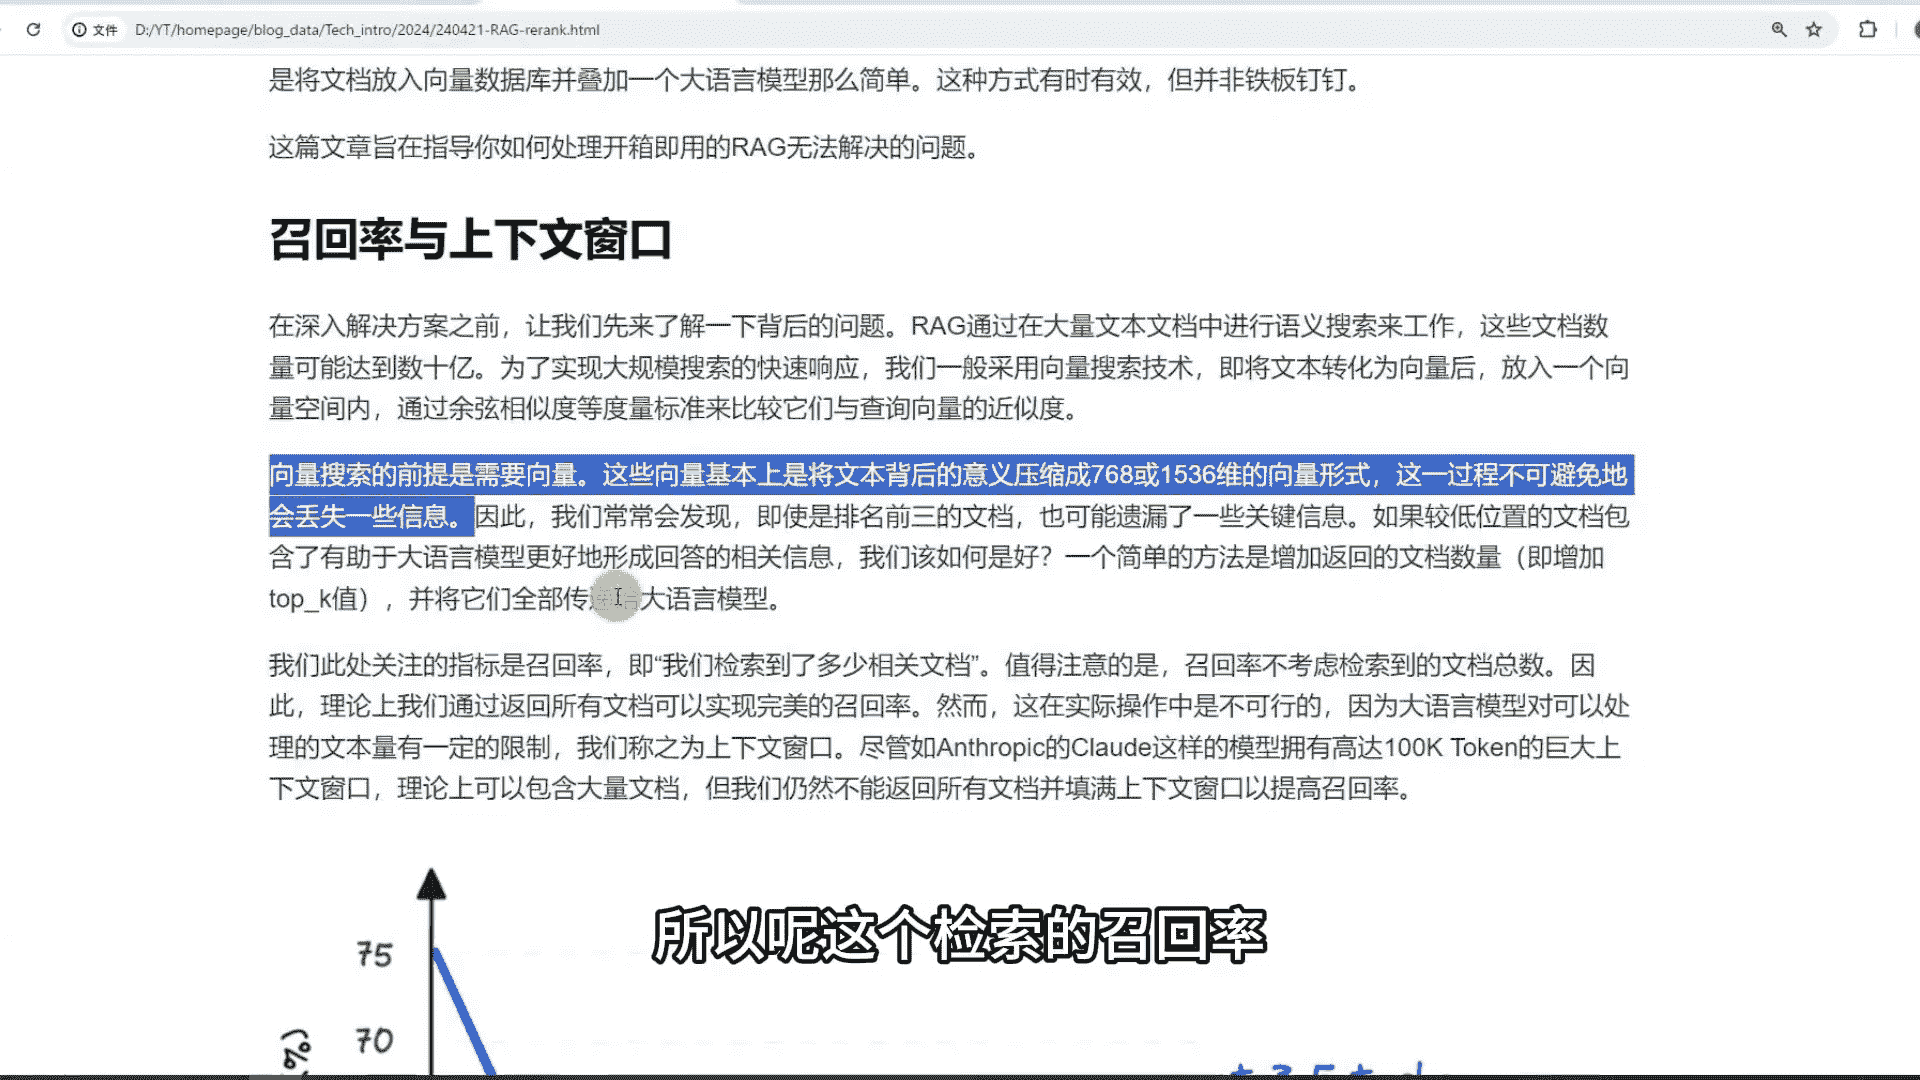 文件 D:/YT/homepage/blog_data/Tech_intro/2024/240421-RAG-rerank.html
是将文档放入向量数据库并叠加一个大语言模型那么简单。这种方式有时有效，但并非铁板钉钉。
这篇文章旨在指导你如何处理开箱即用的RAG无法解决的问题。
召回率与上下文窗口
在深入解决方案之前，让我们先来了解一下背后的问题。RAG通过在大量文本文档中进行语义搜索来工作，这些文档数
量可能达到数十亿。为了实现大规模搜索的快速响应，我们一般采用向量搜索技术，即将文本转化为向量后，放入一个向
量空间内，通过余弦相似度等度量标准来比较它们与查询向量的近似度。
向量搜索的前提是需要向量。这些向量基本上是将文本背后的意义压缩成768或1536维的向量形式，这一过程不可避免地
会丢失一些信息。因此，我们常常会发现，即使是排名前三的文档，也可能遗漏了一些关键信息。如果较低位置的文档包
含了有助于大语言模型更好地形成回答的相关信息，我们该如何是好？一个简单的方法是增加返回的文档数量（即增加
top_k值），并将它们全部传大语言模型。
我们此处关注的指标是召回率，即“我们检索到了多少相关文档”。值得注意的是，召回率不考虑检索到的文档总数。因
此，理论上我们通过返回所有文档可以实现完美的召回率。然而，这在实际操作中是不可行的，因为大语言模型对可以处
理的文本量有一定的限制，我们称之为上下文窗口。尽管如Anthropic的Claude这样的模型拥有高达100K Token的巨大上
下文窗口，理论上可以包含大量文档，但我们仍然不能返回所有文档并填满上下文窗口以提高召回率。
75
所以呢这个检索的召回率
70
%)